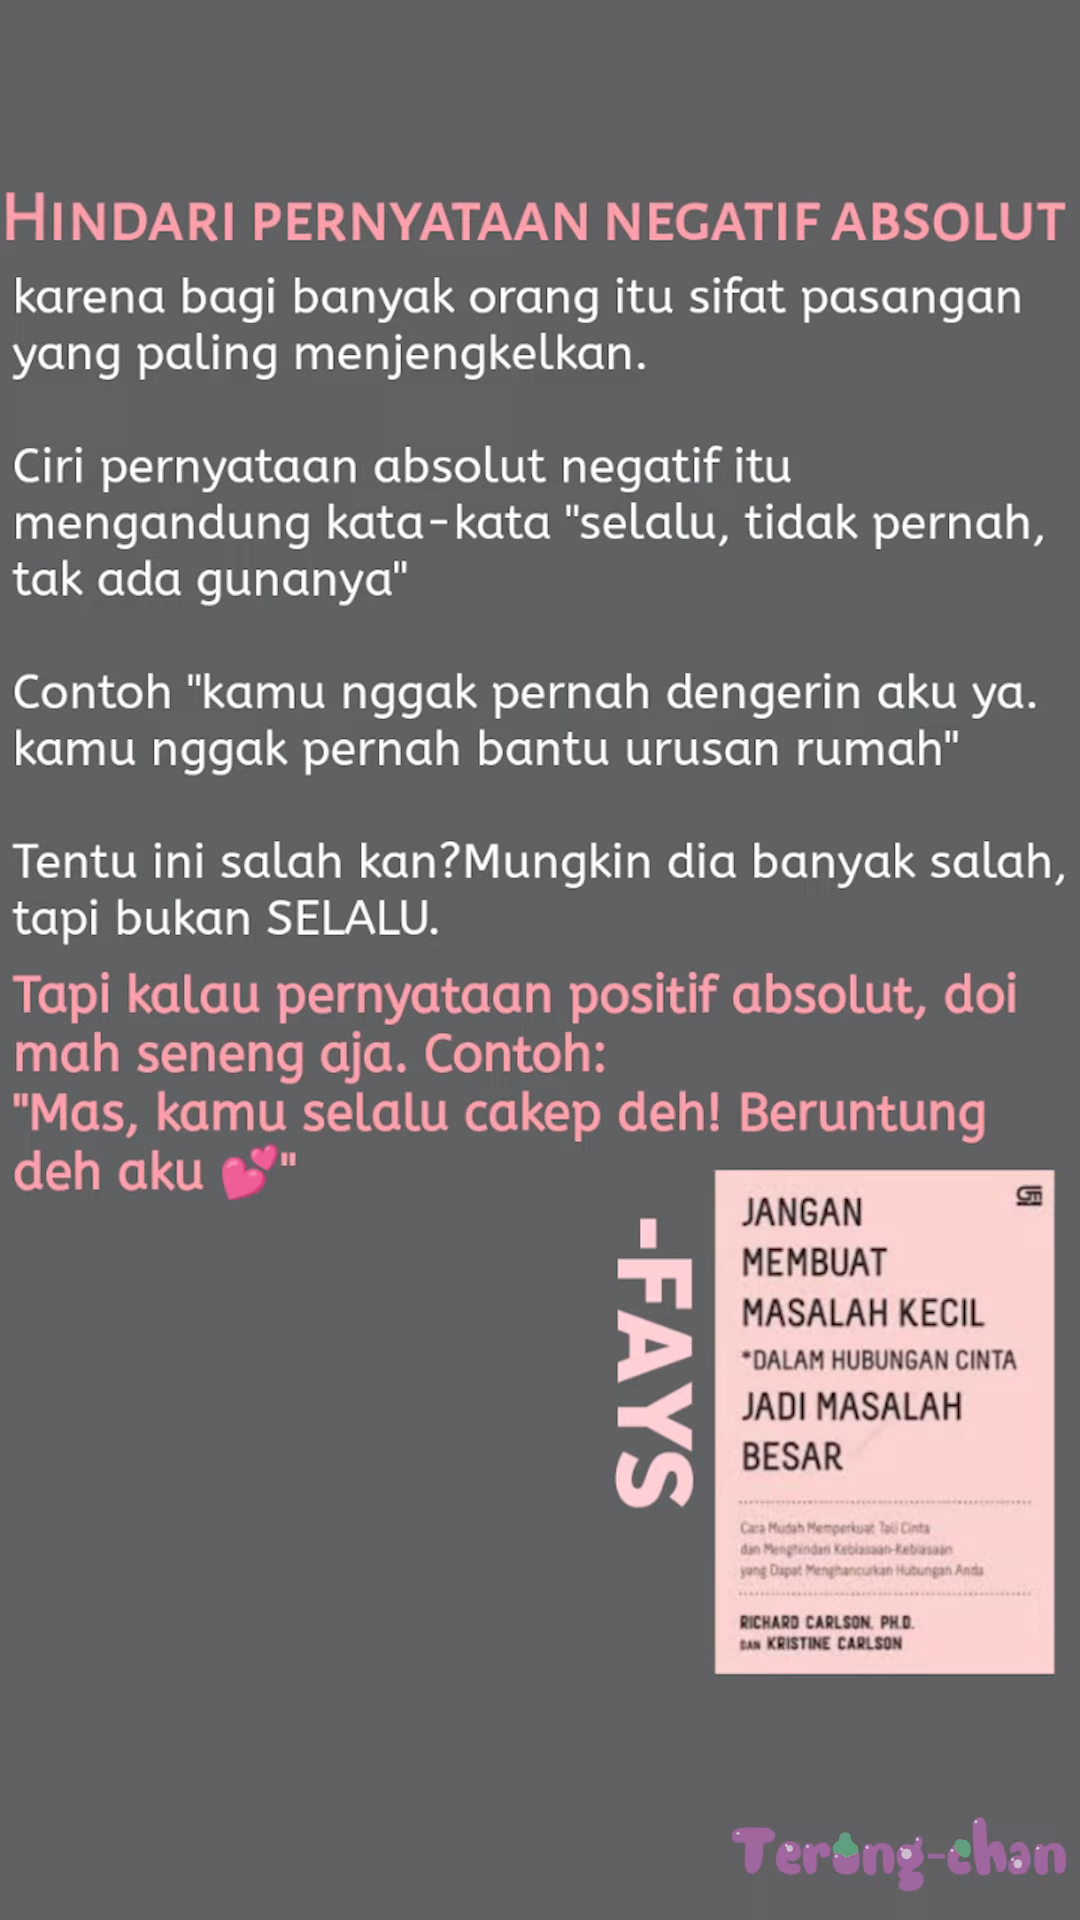 HINDARI PERNYATAAN NEGATIF ABSOLUT
karena bagi banyak orang itu sifat pasangan
yang paling menjengkelkan.
Ciri pernyataan absolut negatif itu
mengandung kata-kata "selalu, tidak pernah,
tak ada gunanya"
Contoh "kamu nggak pernah dengerin aku ya.
kamu nggak pernah bantu urusan rumah"
Tentu ini salah kan?Mungkin dia banyak salah,
tapi bukan SELALU.
Tapi kalau pernyataan positif absolut, doi
mah seneng aja. Contoh:
"Mas, kamu selalu cakep deh! Beruntung
deh aku 💕"
-FAYS
JANGAN
MEMBUAT
MASALAH KECIL
*DALAM HUBUNGAN CINTA
JADI MASALAH
BESAR
Cara Mudah Memperkuat Tali Cinta
dan Menghindari Kebiasaan-Kebiasaan
yang Dapat Menghancurkan Hubungan Anda
RICHARD CARLSON, PH.D.
DAN KRISTINE CARLSON
Terong-chan